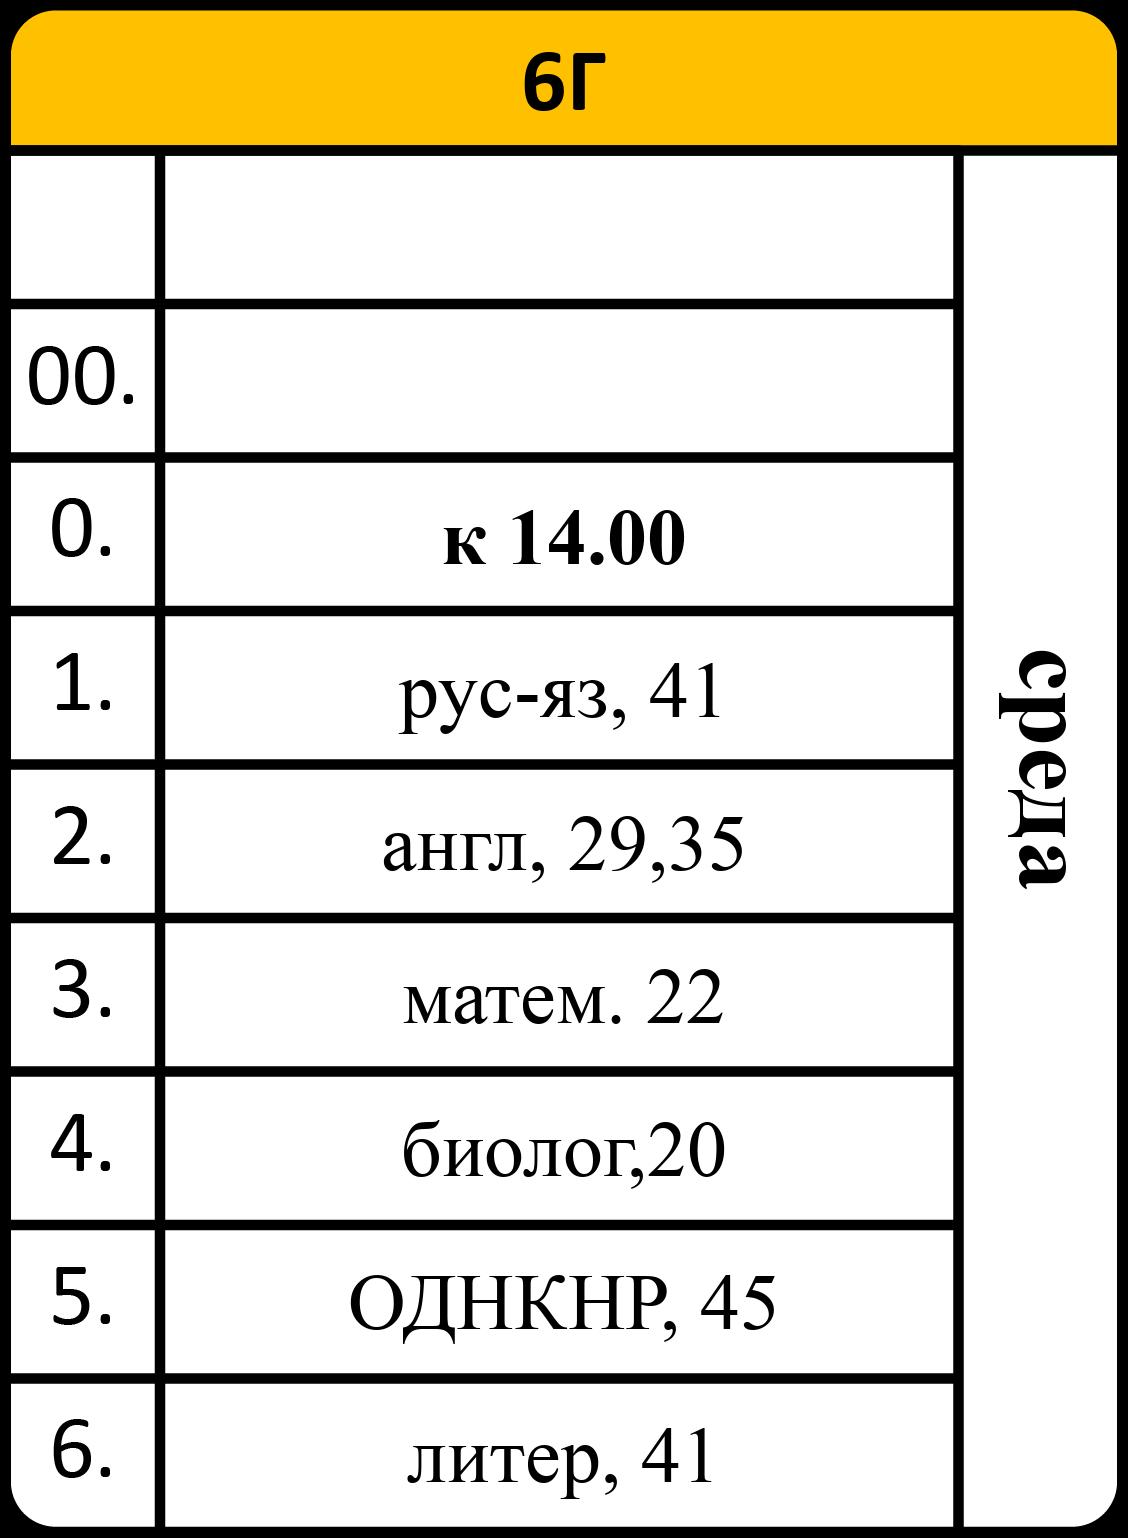 6Г
00.
0. к 14.00
1. рус-яз, 41
2. англ, 29,35
3. матем. 22
4. биолог,20
5. ОДНКНР, 45
6. литер, 41
среда